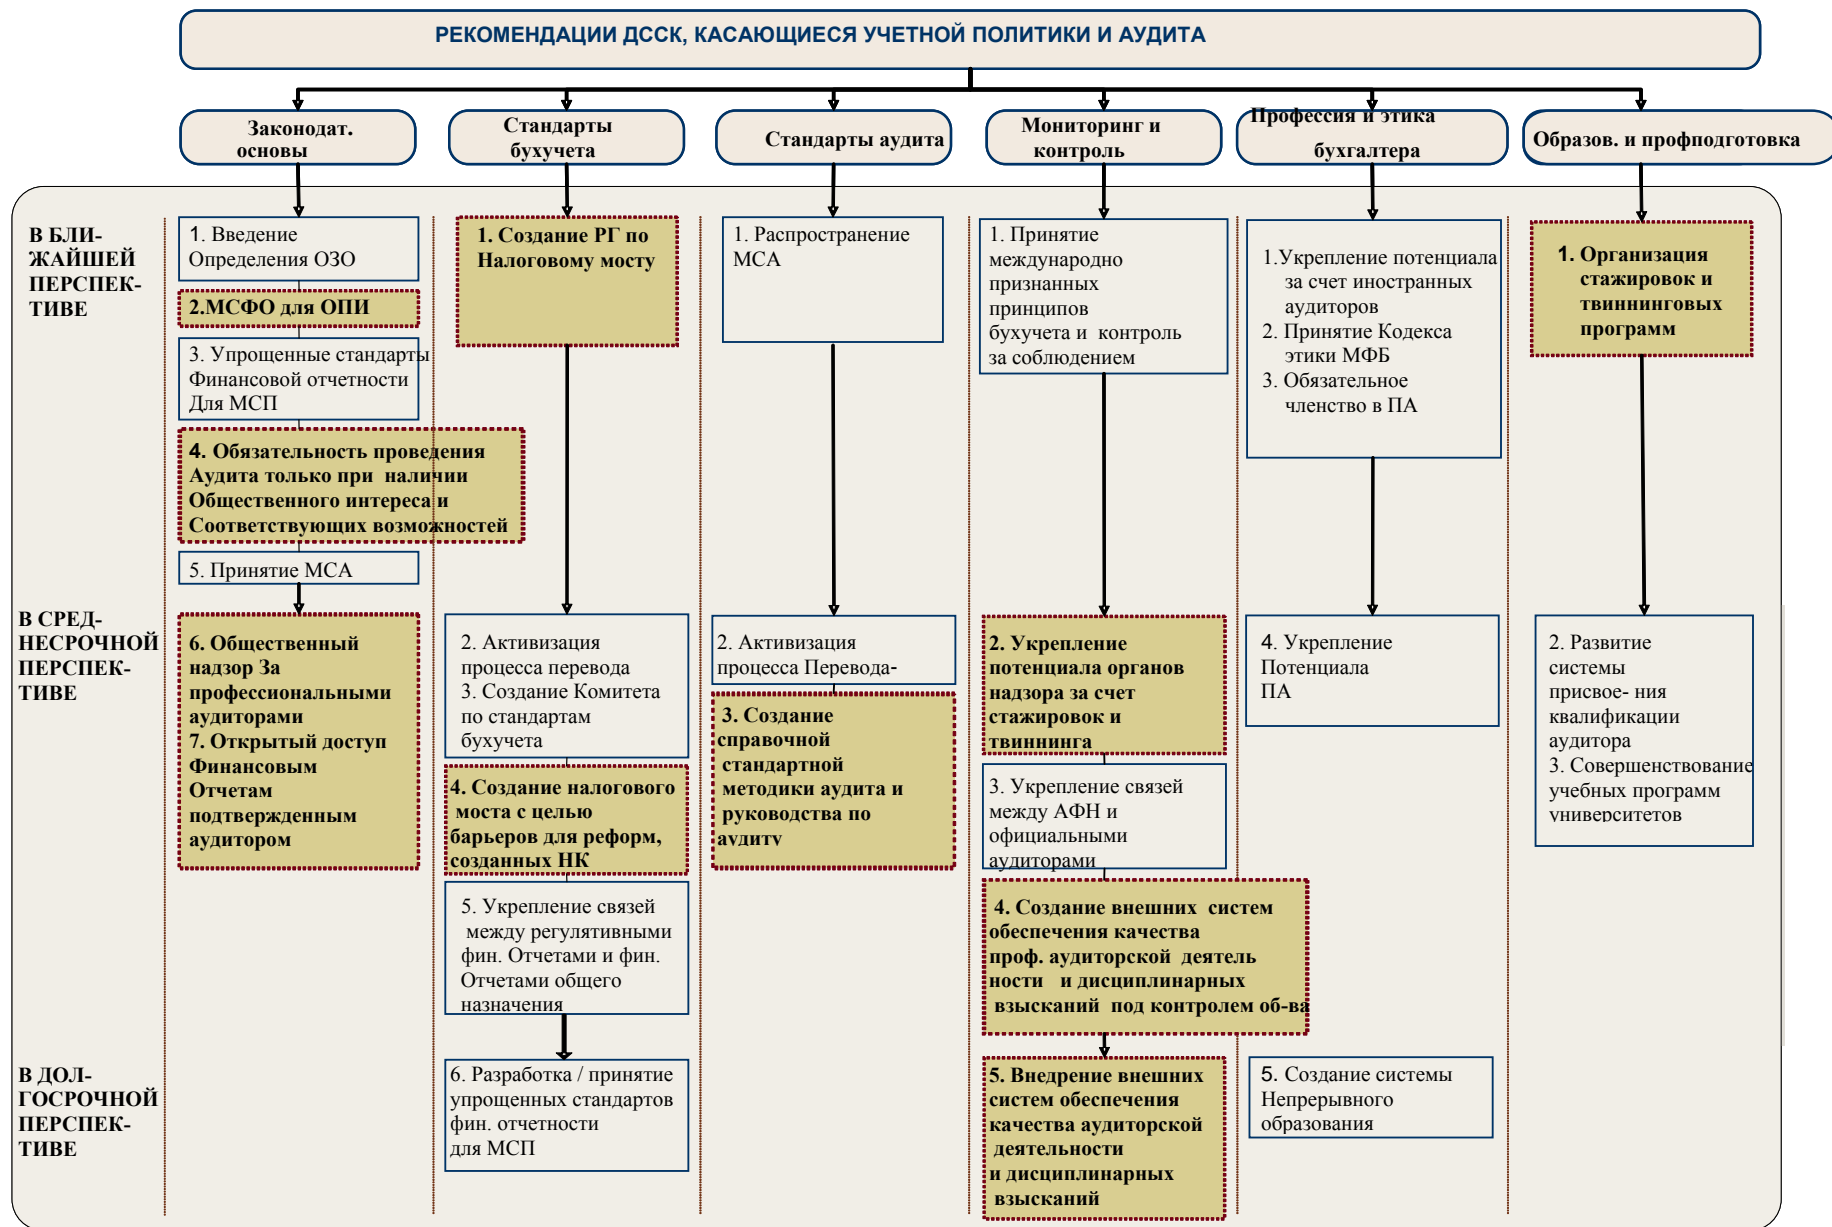 РЕКОМЕНДАЦИИ ДССК, КАСАЮЩИЕСЯ УЧЕТНОЙ ПОЛИТИКИ И АУДИТА
Законодат.
основы
Стандарты
бухучета
Стандарты аудита
Мониторинг и
контроль
Профессия и этика
бухгалтера
Образов. и профподготовка
В БЛИ-
ЖАЙШЕЙ
ПЕРСПЕК-
ТИВЕ
1. Введение
Определения ОЗО
2.МСФО для ОПИ
3. Упрощенные стандарты
Финансовой отчетности
Для МСП
4. Обязательность проведения
Аудита только при наличии
Общественного интереса и
Соответствующих возможностей
5. Принятие МСА
1. Создание РГ по
Налоговому мосту
1. Распространение
МСА
1. Принятие
международно
признанных
принципов
бухучета и контроль
за соблюдением
1.Укрепление потенциала
за счет иностранных
аудиторов
2. Принятие Кодекса
этики МФБ
3. Обязательное
членство в ПА
1. Организация
стажировок и
твиннинговых
программ
В СРЕД-
НЕСРОЧНОЙ
ПЕРСПЕК-
ТИВЕ
6. Общественный
надзор За
профессиональными
аудиторами
7. Открытый доступ
Финансовым
Отчетам
подтвержденным
аудитором
2. Активизация
процесса перевода
3. Создание Комитета
по стандартам
бухучета
4. Создание налогового
моста с целью
барьеров для реформ,
созданных НК
5. Укрепление связей
между регулятивными
фин. Отчетами и фин.
Отчетами общего
назначения
2. Активизация
процесса Перевода-
3. Создание
справочной
стандартной
методики аудита и
руководства по
аудиту
2. Укрепление
потенциала органов
надзора за счет
стажировок и
твиннинга
3. Укрепление связей
между АФН и
официальными
аудиторами
4. Создание внешних систем
обеспечения качества
проф. аудиторской деятель
ности и дисциплинарных
взысканий под контролем об-ва
4. Укрепление
Потенциала
ПА
2. Развитие
системы
присвое- ния
квалификации
аудитора
3. Совершенствование
учебных программ
университетов
В ДОЛ-
ГОСРОЧНОЙ
ПЕРСПЕК-
ТИВЕ
6. Разработка / принятие
упрощенных стандартов
фин. отчетности
для МСП
5. Внедрение внешних
систем обеспечения
качества аудиторской
деятельности
и дисциплинарных
взысканий
5. Создание системы
Непрерывного
образования